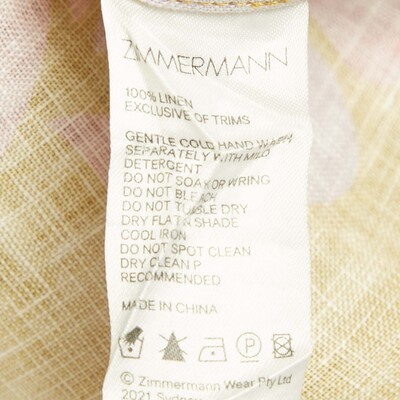 ZIMMERMANN
100% LINEN
EXCLUSIVE OF TRIMS
GENTLE COLD HAND WASH
SEPARATELY WITH MILD
DETERGENT
DO NOT SOAK OR WRING
DO NOT BLEACH
DO NOT TUMBLE DRY
DRY FLAT IN SHADE
COOL IRON
DO NOT SPOT CLEAN
DRY CLEAN P
RECOMMENDED
MADE IN CHINA
P
© Zimmermann Wear Pty Ltd
2021 Sydney